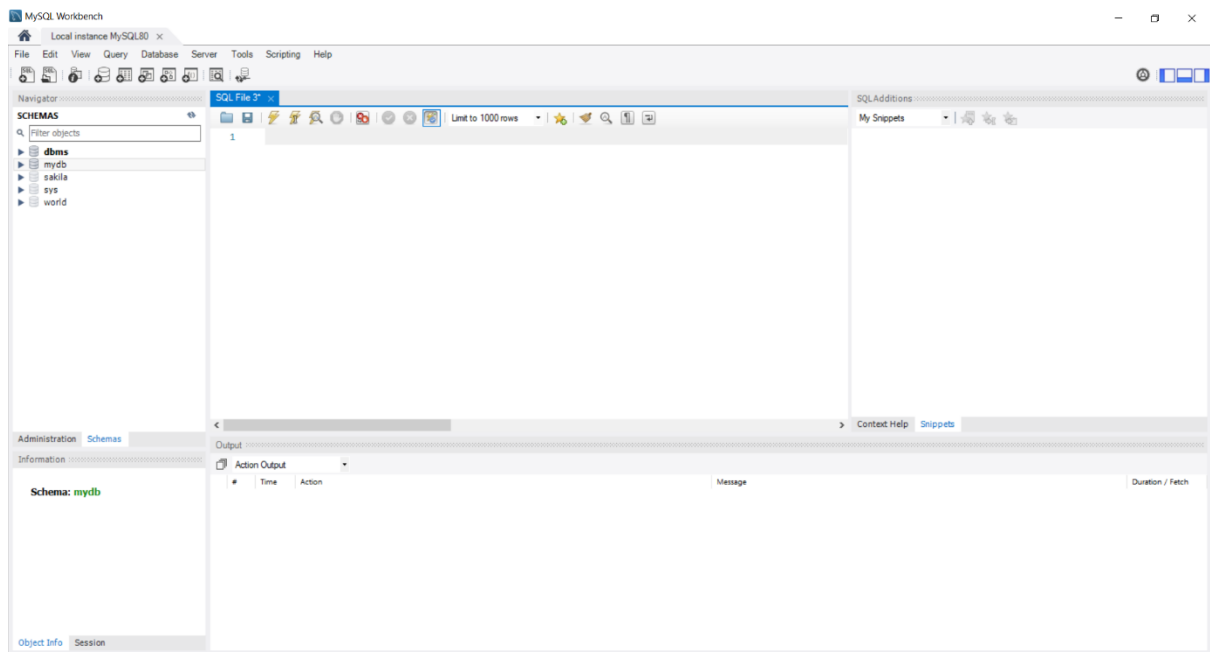 MySQL Workbench
Local instance MySQL80
File Edit View Query Database Server Tools Scripting Help
Navigator
SCHEMAS
Filter objects
dbms
mydb
sakila
sys
world
Administration Schemas
Information
Schema: mydb
Object Info Session
SQL File 3*
Limit to 1000 rows
1
Output
Action Output
# Time Action Message Duration / Fetch
SQLAdditions
My Snippets
Context Help Snippets